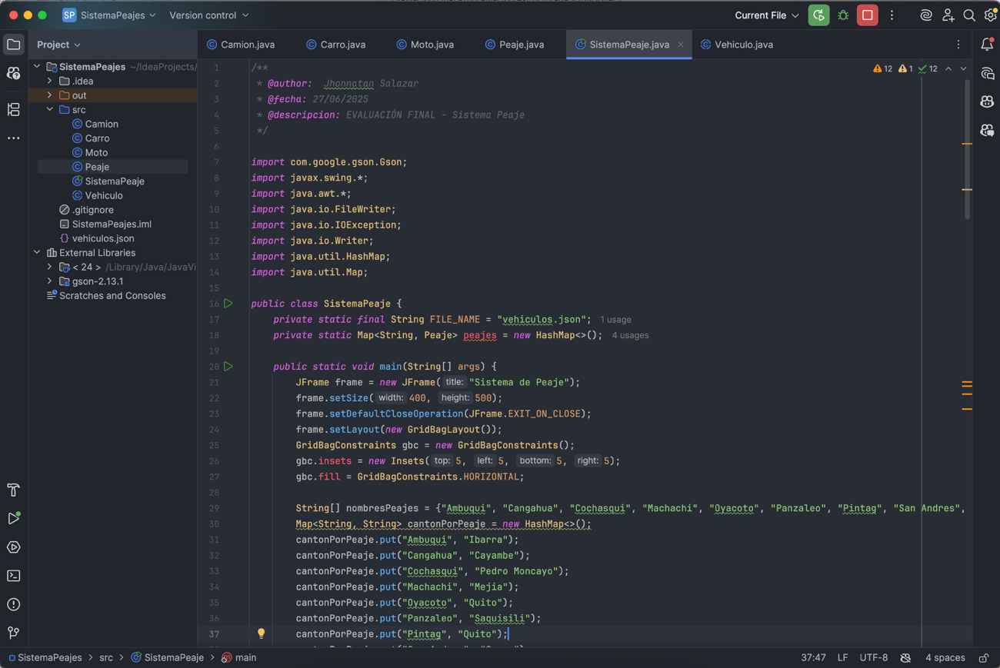 SP SistemaPeajes Version control Current File
Project
Camion.java Carro.java Moto.java Peaje.java SistemaPeaje.java Vehiculo.java
SistemaPeajes ~/IdeaProjects/
.idea
out
src
Camion
Carro
Moto
Peaje
SistemaPeaje
Vehiculo
.gitignore
SistemaPeajes.iml
vehiculos.json
External Libraries
< 24 > /Library/Java/JavaVi
gson-2.13.1
Scratches and Consoles
12 1 12
1 /**
2 * @author: Jhonnatan Salazar
3 * @fecha: 27/06/2025
4 * @descripcion: EVALUACIÓN FINAL - Sistema Peaje
5 */
6
7 import com.google.gson.Gson;
8 import javax.swing.*;
9 import java.awt.*;
10 import java.io.FileWriter;
11 import java.io.IOException;
12 import java.io.Writer;
13 import java.util.HashMap;
14 import java.util.Map;
15
16 public class SistemaPeaje {
17 private static final String FILE_NAME = "vehiculos.json"; 1 usage
18 private static Map<String, Peaje> peajes = new HashMap<>(); 4 usages
19
20 public static void main(String[] args) {
21 JFrame frame = new JFrame( title: "Sistema de Peaje");
22 frame.setSize( width: 400, height: 500);
23 frame.setDefaultCloseOperation(JFrame.EXIT_ON_CLOSE);
24 frame.setLayout(new GridBagLayout());
25 GridBagConstraints gbc = new GridBagConstraints();
26 gbc.insets = new Insets( top: 5, left: 5, bottom: 5, right: 5);
27 gbc.fill = GridBagConstraints.HORIZONTAL;
28
29 String[] nombresPeajes = {"Ambuqui", "Cangahua", "Cochasqui", "Machachi", "Oyacoto", "Panzaleo", "Pintag", "San Andres",
30 Map<String, String> cantonPorPeaje = new HashMap<>();
31 cantonPorPeaje.put("Ambuqui", "Ibarra");
32 cantonPorPeaje.put("Cangahua", "Cayambe");
33 cantonPorPeaje.put("Cochasqui", "Pedro Moncayo");
34 cantonPorPeaje.put("Machachi", "Mejia");
35 cantonPorPeaje.put("Oyacoto", "Quito");
36 cantonPorPeaje.put("Panzaleo", "Saquisili");
37 cantonPorPeaje.put("Pintag", "Quito");
SistemaPeajes > src > SistemaPeaje > main 37:47 LF UTF-8 4 spaces